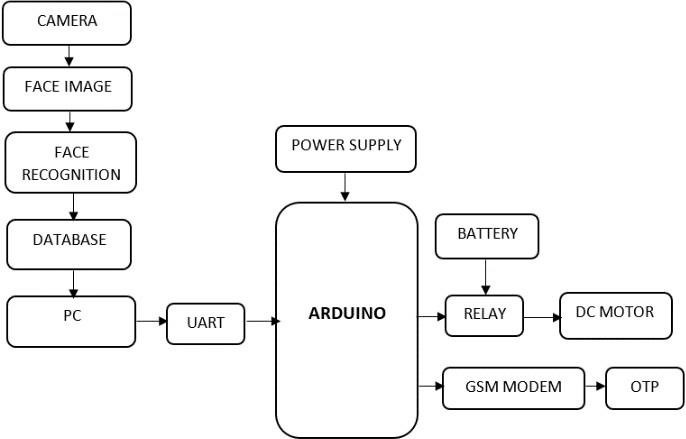 CAMERA
FACE IMAGE
FACE
RECOGNITION
DATABASE
PC
UART
POWER SUPPLY
ARDUINO
BATTERY
RELAY
DC MOTOR
GSM MODEM
OTP